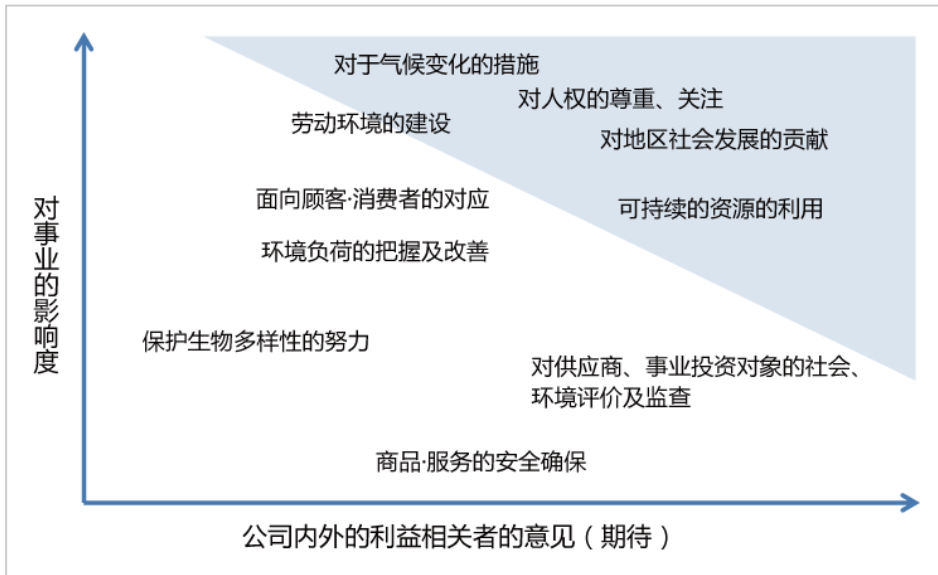 对于气候变化的措施
对人权的尊重、关注
劳动环境的建设
对地区社会发展的贡献
面向顾客·消费者的对应
可持续的资源的利用
环境负荷的把握及改善
保护生物多样性的努力
对供应商、事业投资对象的社会、
环境评价及监查
商品·服务的安全确保
对事业的影响度
公司内外的利益相关者的意见（期待）